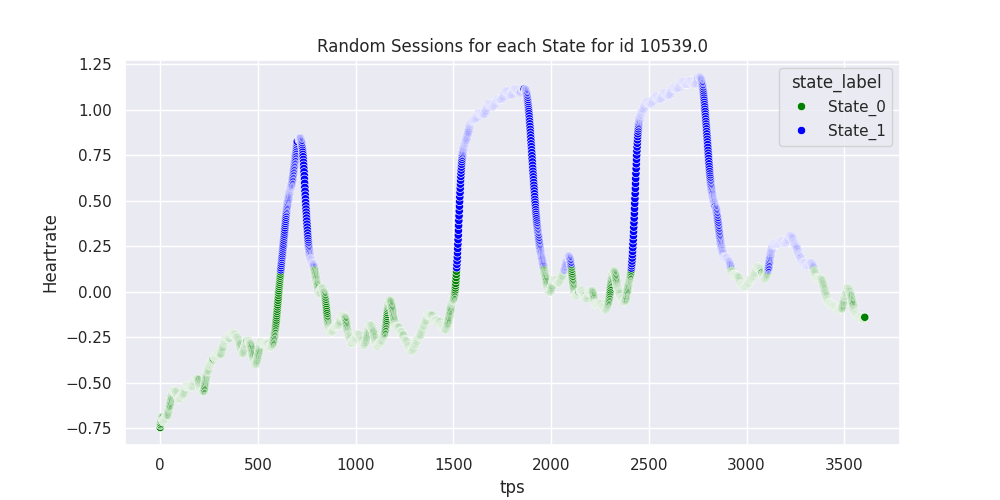 Random Sessions for each State for id 10539.0
1.25
1.00
0.75
0.50
0.25
0.00
−0.25
−0.50
−0.75
Heartrate
state_label
State_0
State_1
0 500 1000 1500 2000 2500 3000 3500
tps